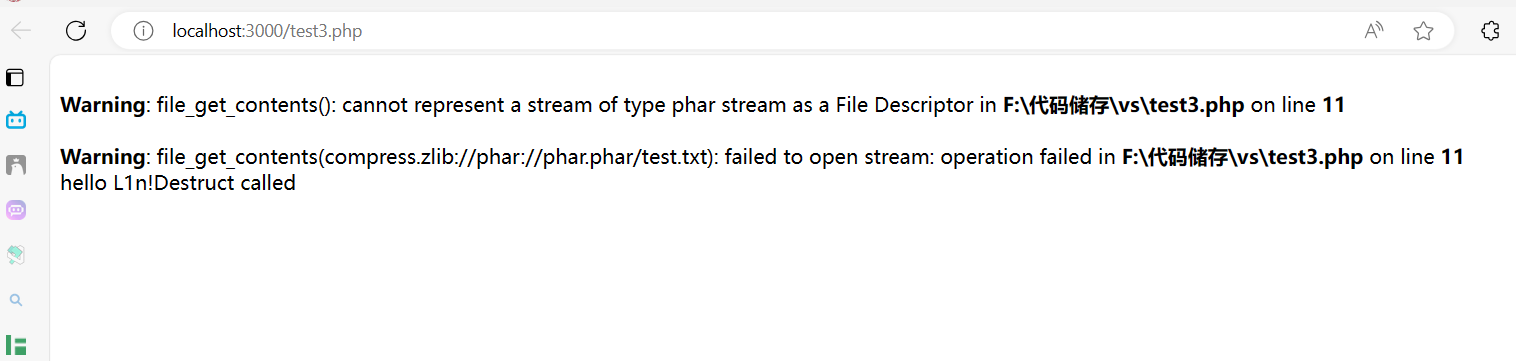 localhost:3000/test3.php
Warning: file_get_contents(): cannot represent a stream of type phar stream as a File Descriptor in F:\代码储存\vs\test3.php on line 11
Warning: file_get_contents(compress.zlib://phar://phar.phar/test.txt): failed to open stream: operation failed in F:\代码储存\vs\test3.php on line 11
hello L1n!Destruct called